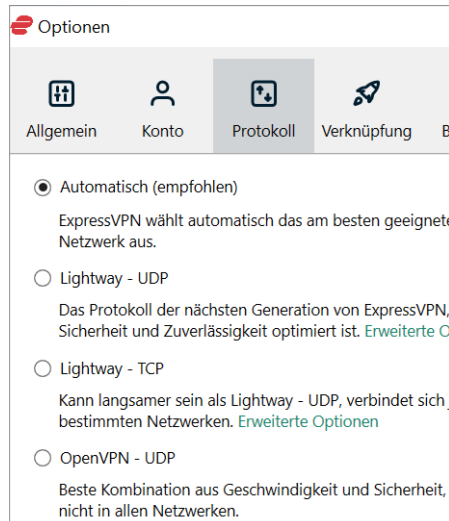 Optionen
Allgemein Konto Protokoll Verknüpfung
Automatisch (empfohlen)
ExpressVPN wählt automatisch das am besten
Netzwerk aus.
Lightway - UDP
Das Protokoll der nächsten Generation von ExpressVPN,
Sicherheit und Zuverlässigkeit optimiert ist. Erweiterte
Lightway - TCP
Kann langsamer sein als Lightway - UDP, verbindet sich
bestimmten Netzwerken. Erweiterte Optionen
OpenVPN - UDP
Beste Kombination aus Geschwindigkeit und Sicherheit,
nicht in allen Netzwerken.